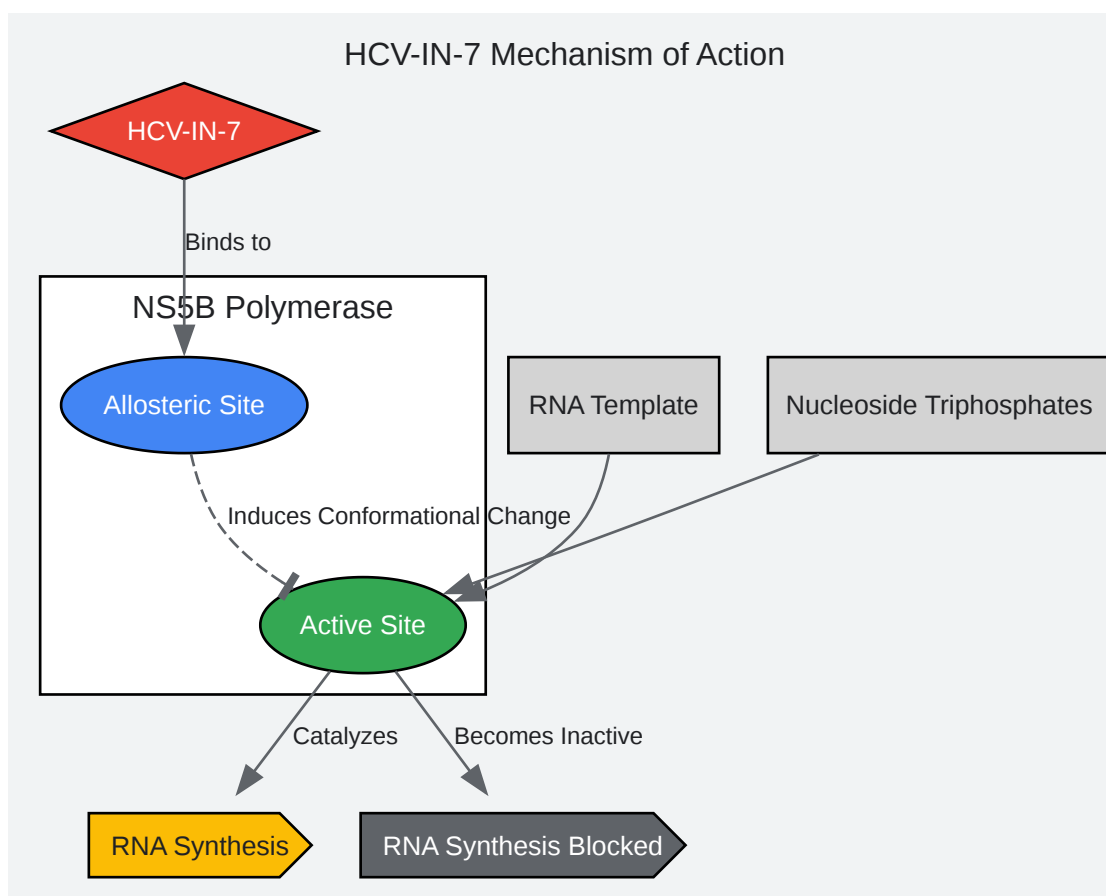 HCV-IN-7 Mechanism of Action
HCV-IN-7
Binds to
NS5B Polymerase
Allosteric Site
RNA Template
Nucleoside Triphosphates
Induces Conformational Change
Active Site
Catalyzes
Becomes Inactive
RNA Synthesis
RNA Synthesis Blocked